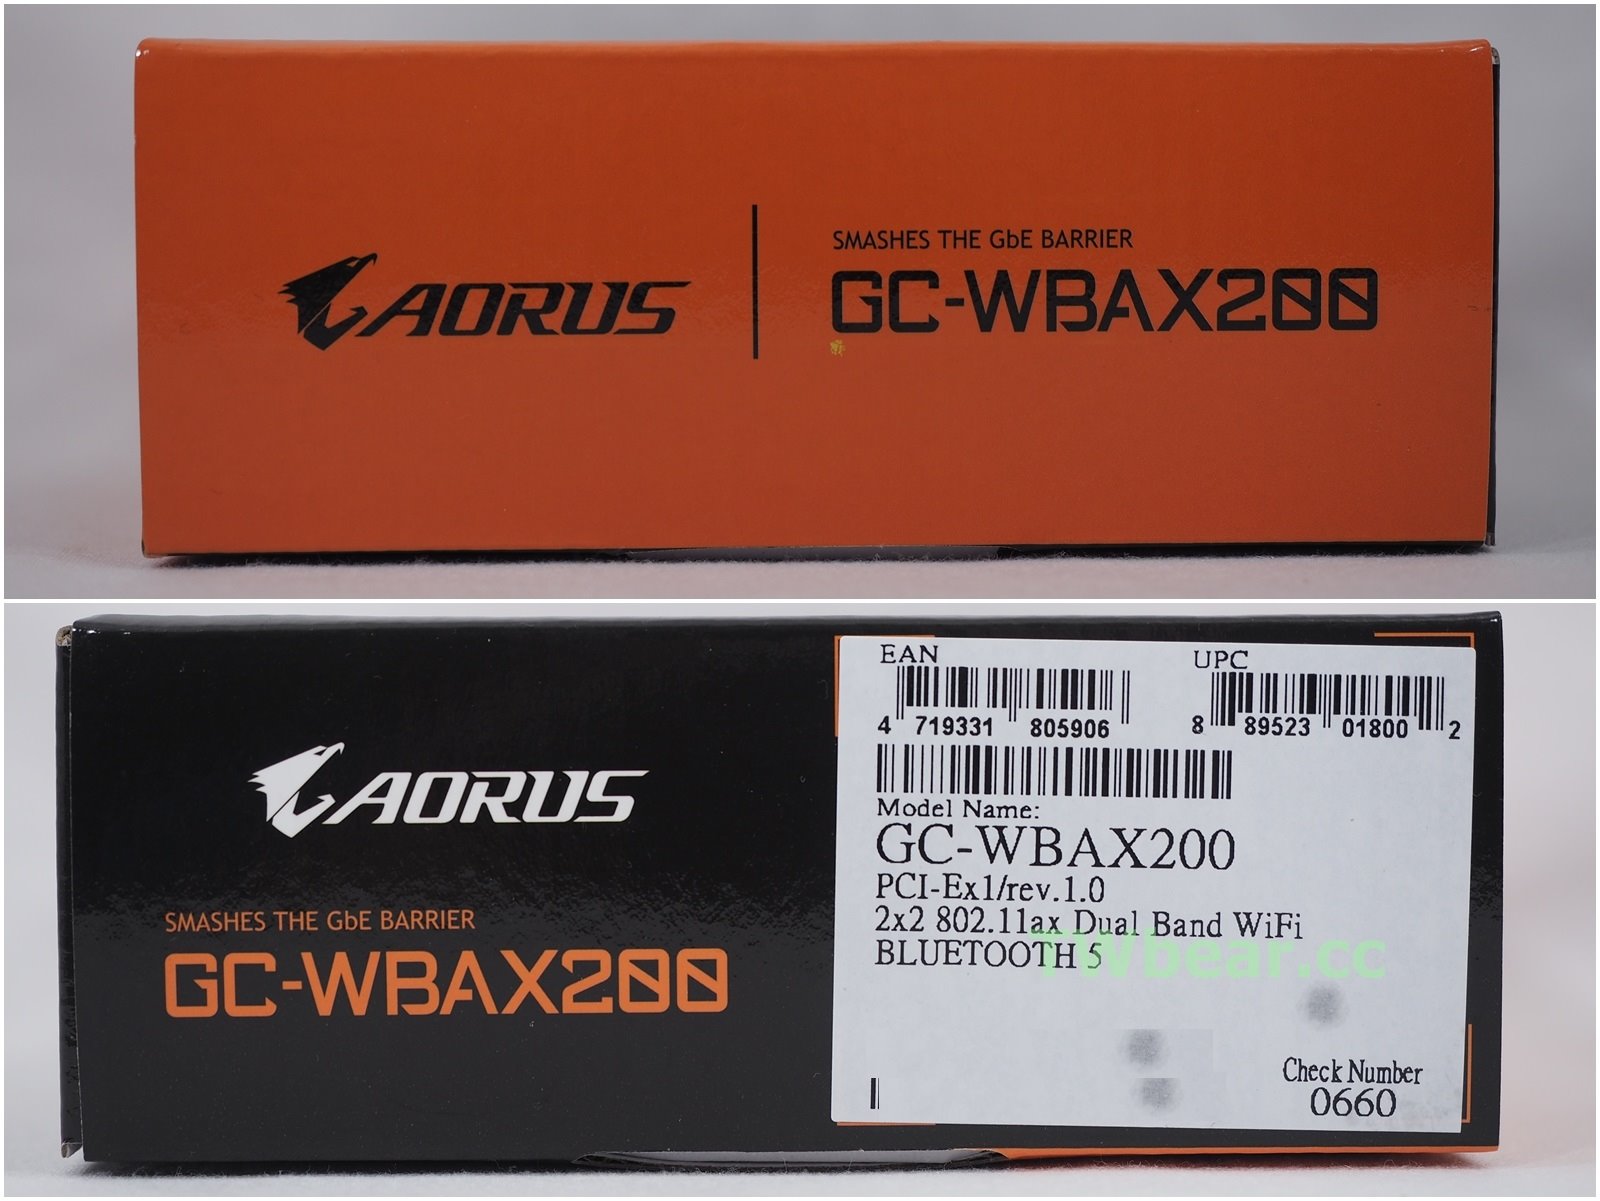 AORUS
SMASHES THE GbE BARRIER
GC-WBAX200
AORUS
SMASHES THE GbE BARRIER
GC-WBAX200
EAN
4 719331 805906
UPC
8 89523 01800 2
Model Name:
GC-WBAX200
PCI-Ex1/rev.1.0
2x2 802.11ax Dual Band WiFi
BLUETOOTH 5
TWbear.cc
Check Number
0660